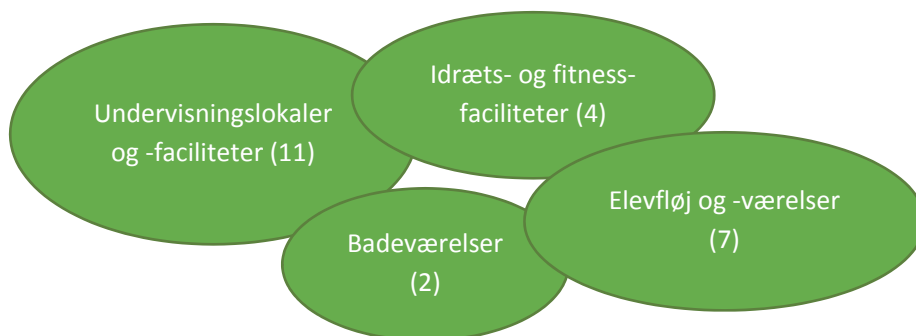 Undervisningslokaler
og -faciliteter (11)
Idræts- og fitness-
faciliteter (4)
Elevfløj og -værelser
(7)
Badeværelser
(2)